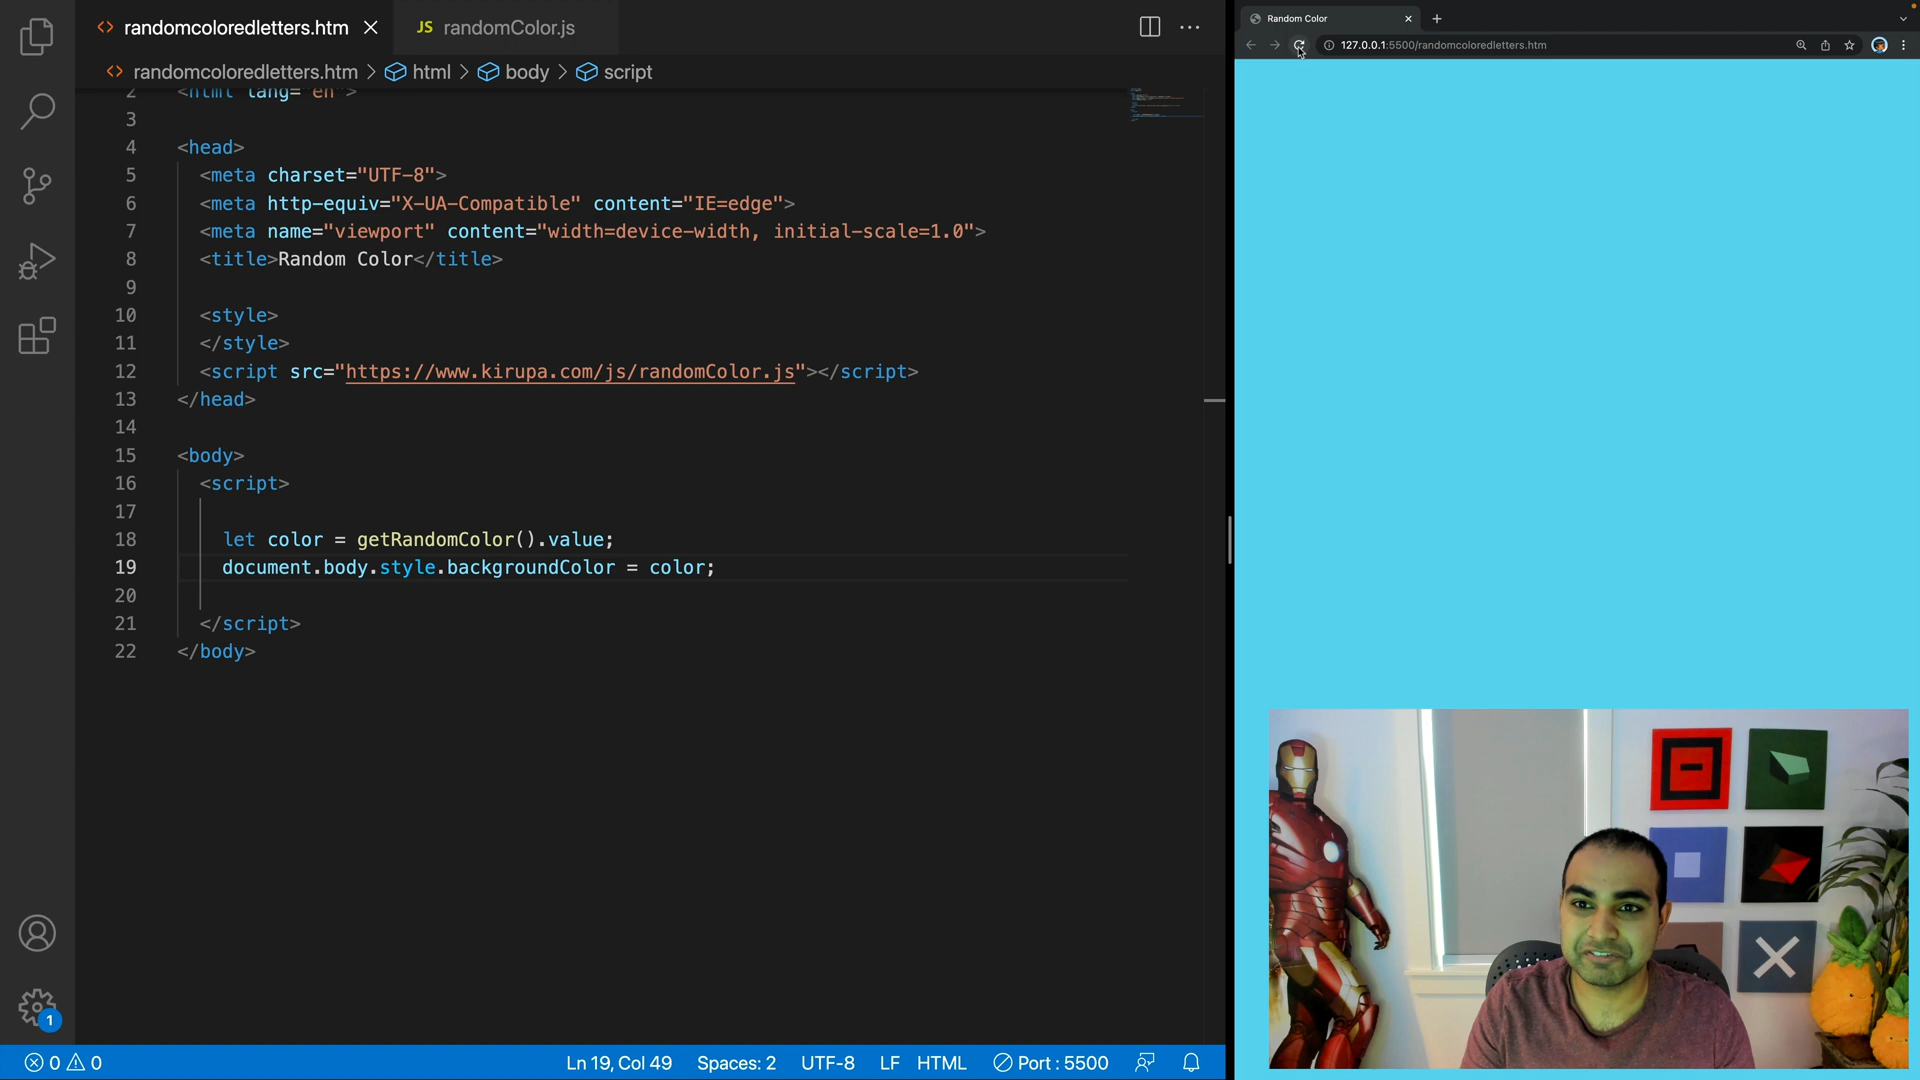 randomcoloredletters.htm
JS randomColor.js
randomcoloredletters.htm > html > body > script
2 <html lang="en">
3
4 <head>
5 <meta charset="UTF-8">
6 <meta http-equiv="X-UA-Compatible" content="IE=edge">
7 <meta name="viewport" content="width=device-width, initial-scale=1.0">
8 <title>Random Color</title>
9
10 <style>
11 </style>
12 <script src="https://www.kirupa.com/js/randomColor.js"></script>
13 </head>
14
15 <body>
16 <script>
17
18 let color = getRandomColor().value;
19 document.body.style.backgroundColor = color;
20
21 </script>
22 </body>
1
0 0
Ln 19, Col 49
Spaces: 2
UTF-8
LF
HTML
Port : 5500
Random Color
127.0.0.1:5500/randomcoloredletters.htm